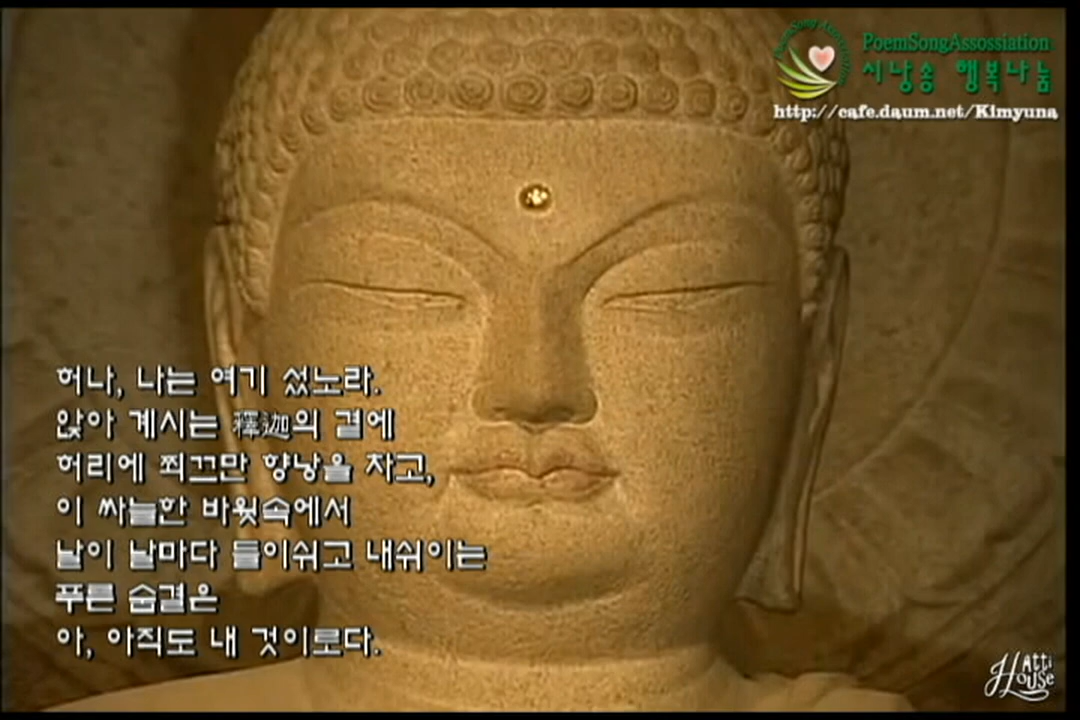 PoemSongAssossiation
시낭송 행복나눔
http://cafe.daum.net/Kimyuna
허나, 나는 여기 섰노라.
앉아 계시는 釋迦의 곁에
허리에 쬐끄만 향낭을 차고,
이 싸늘한 바윗속에서
날이 날마다 들이쉬고 내쉬이는
푸른 숨결은
아, 아직도 내 것이로다.
Hatti House